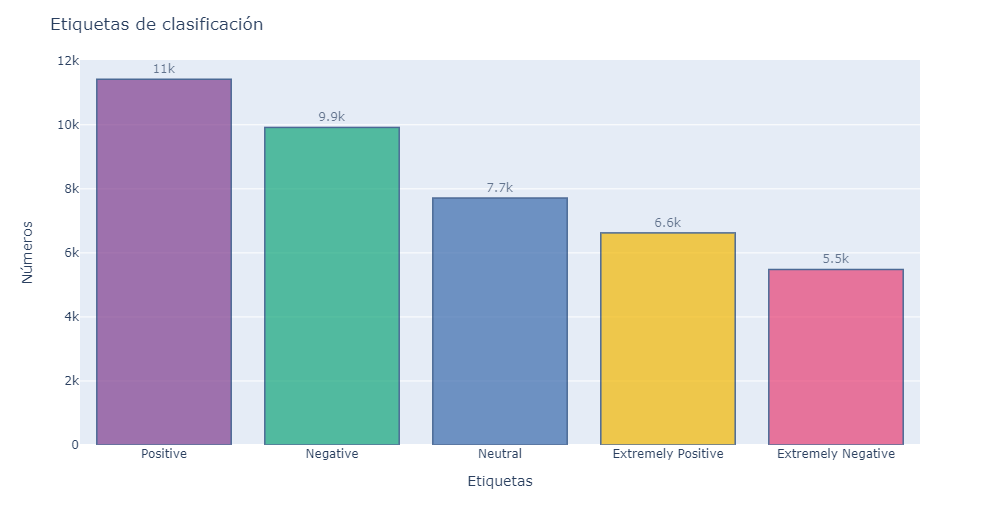 Etiquetas de clasificación
12k
10k
8k
6k
4k
2k
0
Números
11k
9.9k
7.7k
6.6k
5.5k
Positive
Negative
Neutral
Extremely Positive
Extremely Negative
Etiquetas